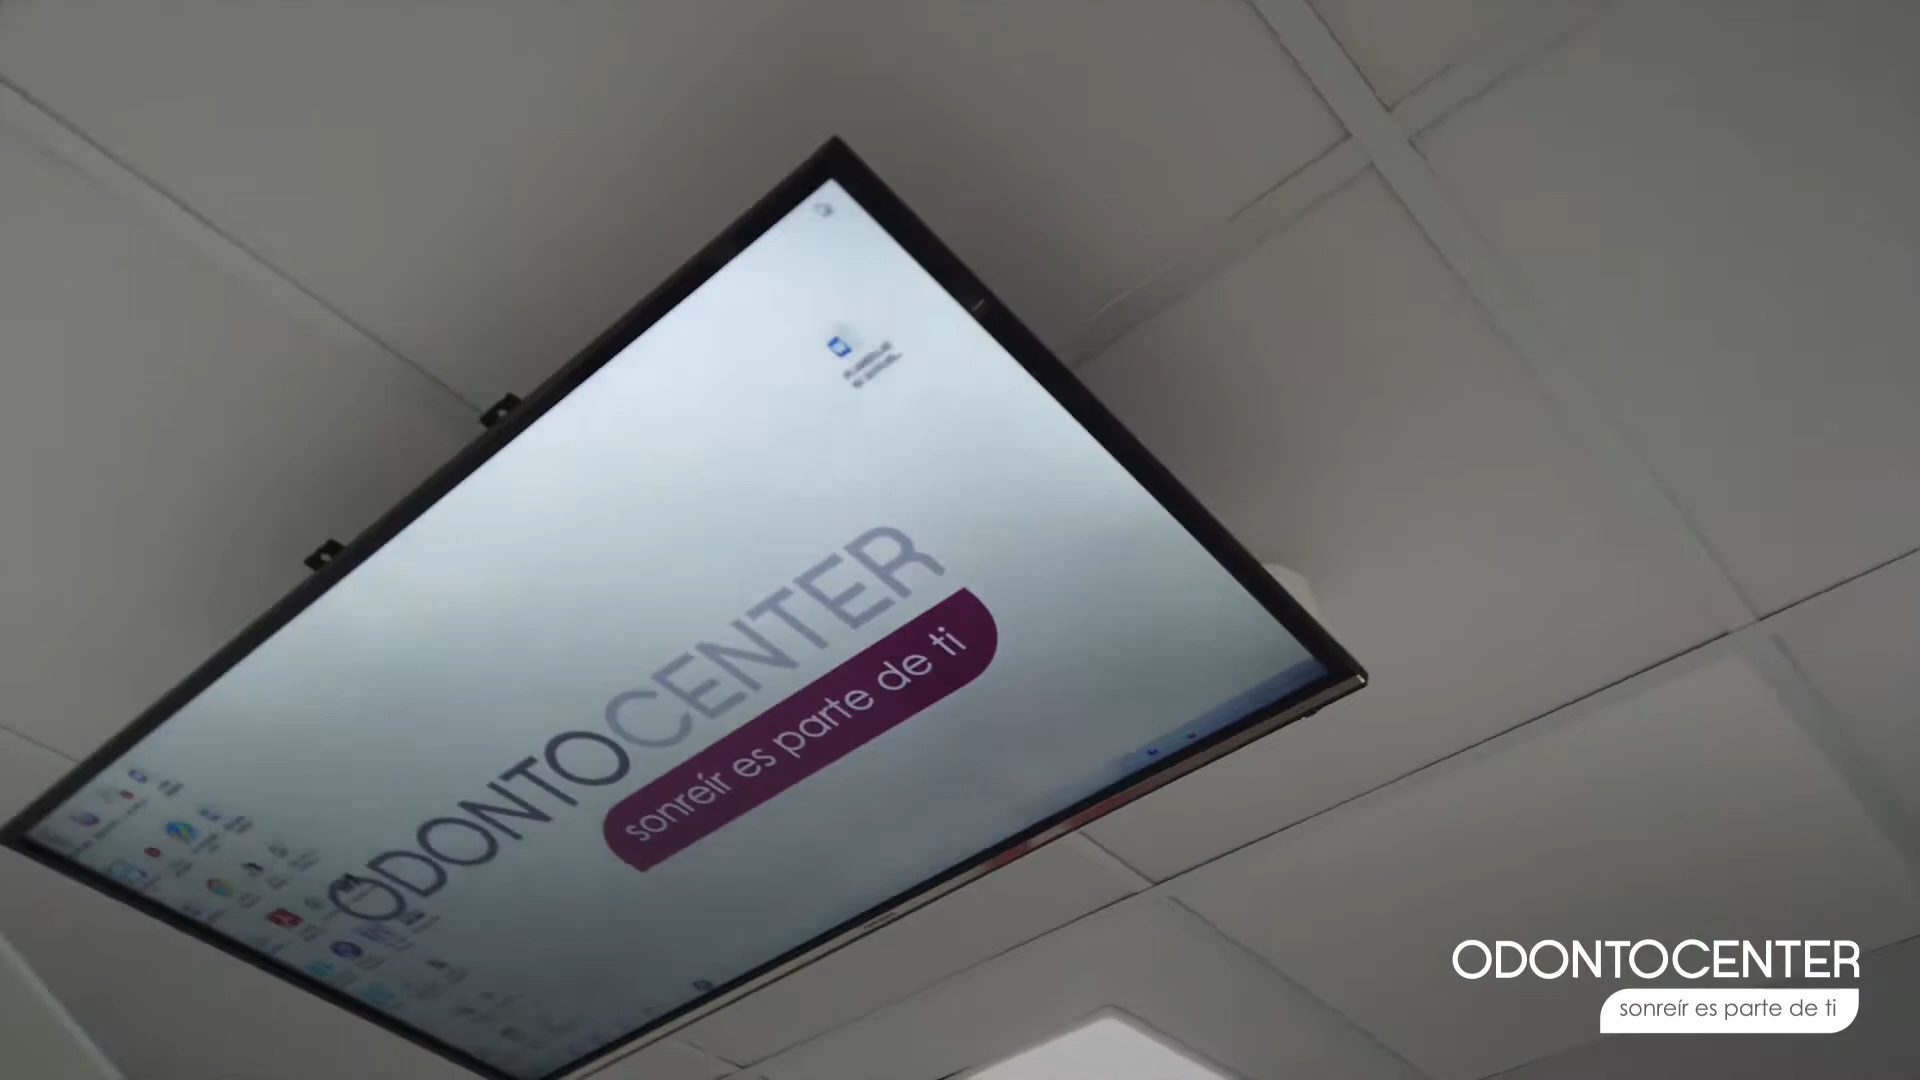 ODONTOCENTER
sonreír es parte de ti
ODONTOCENTER
sonreír es parte de ti